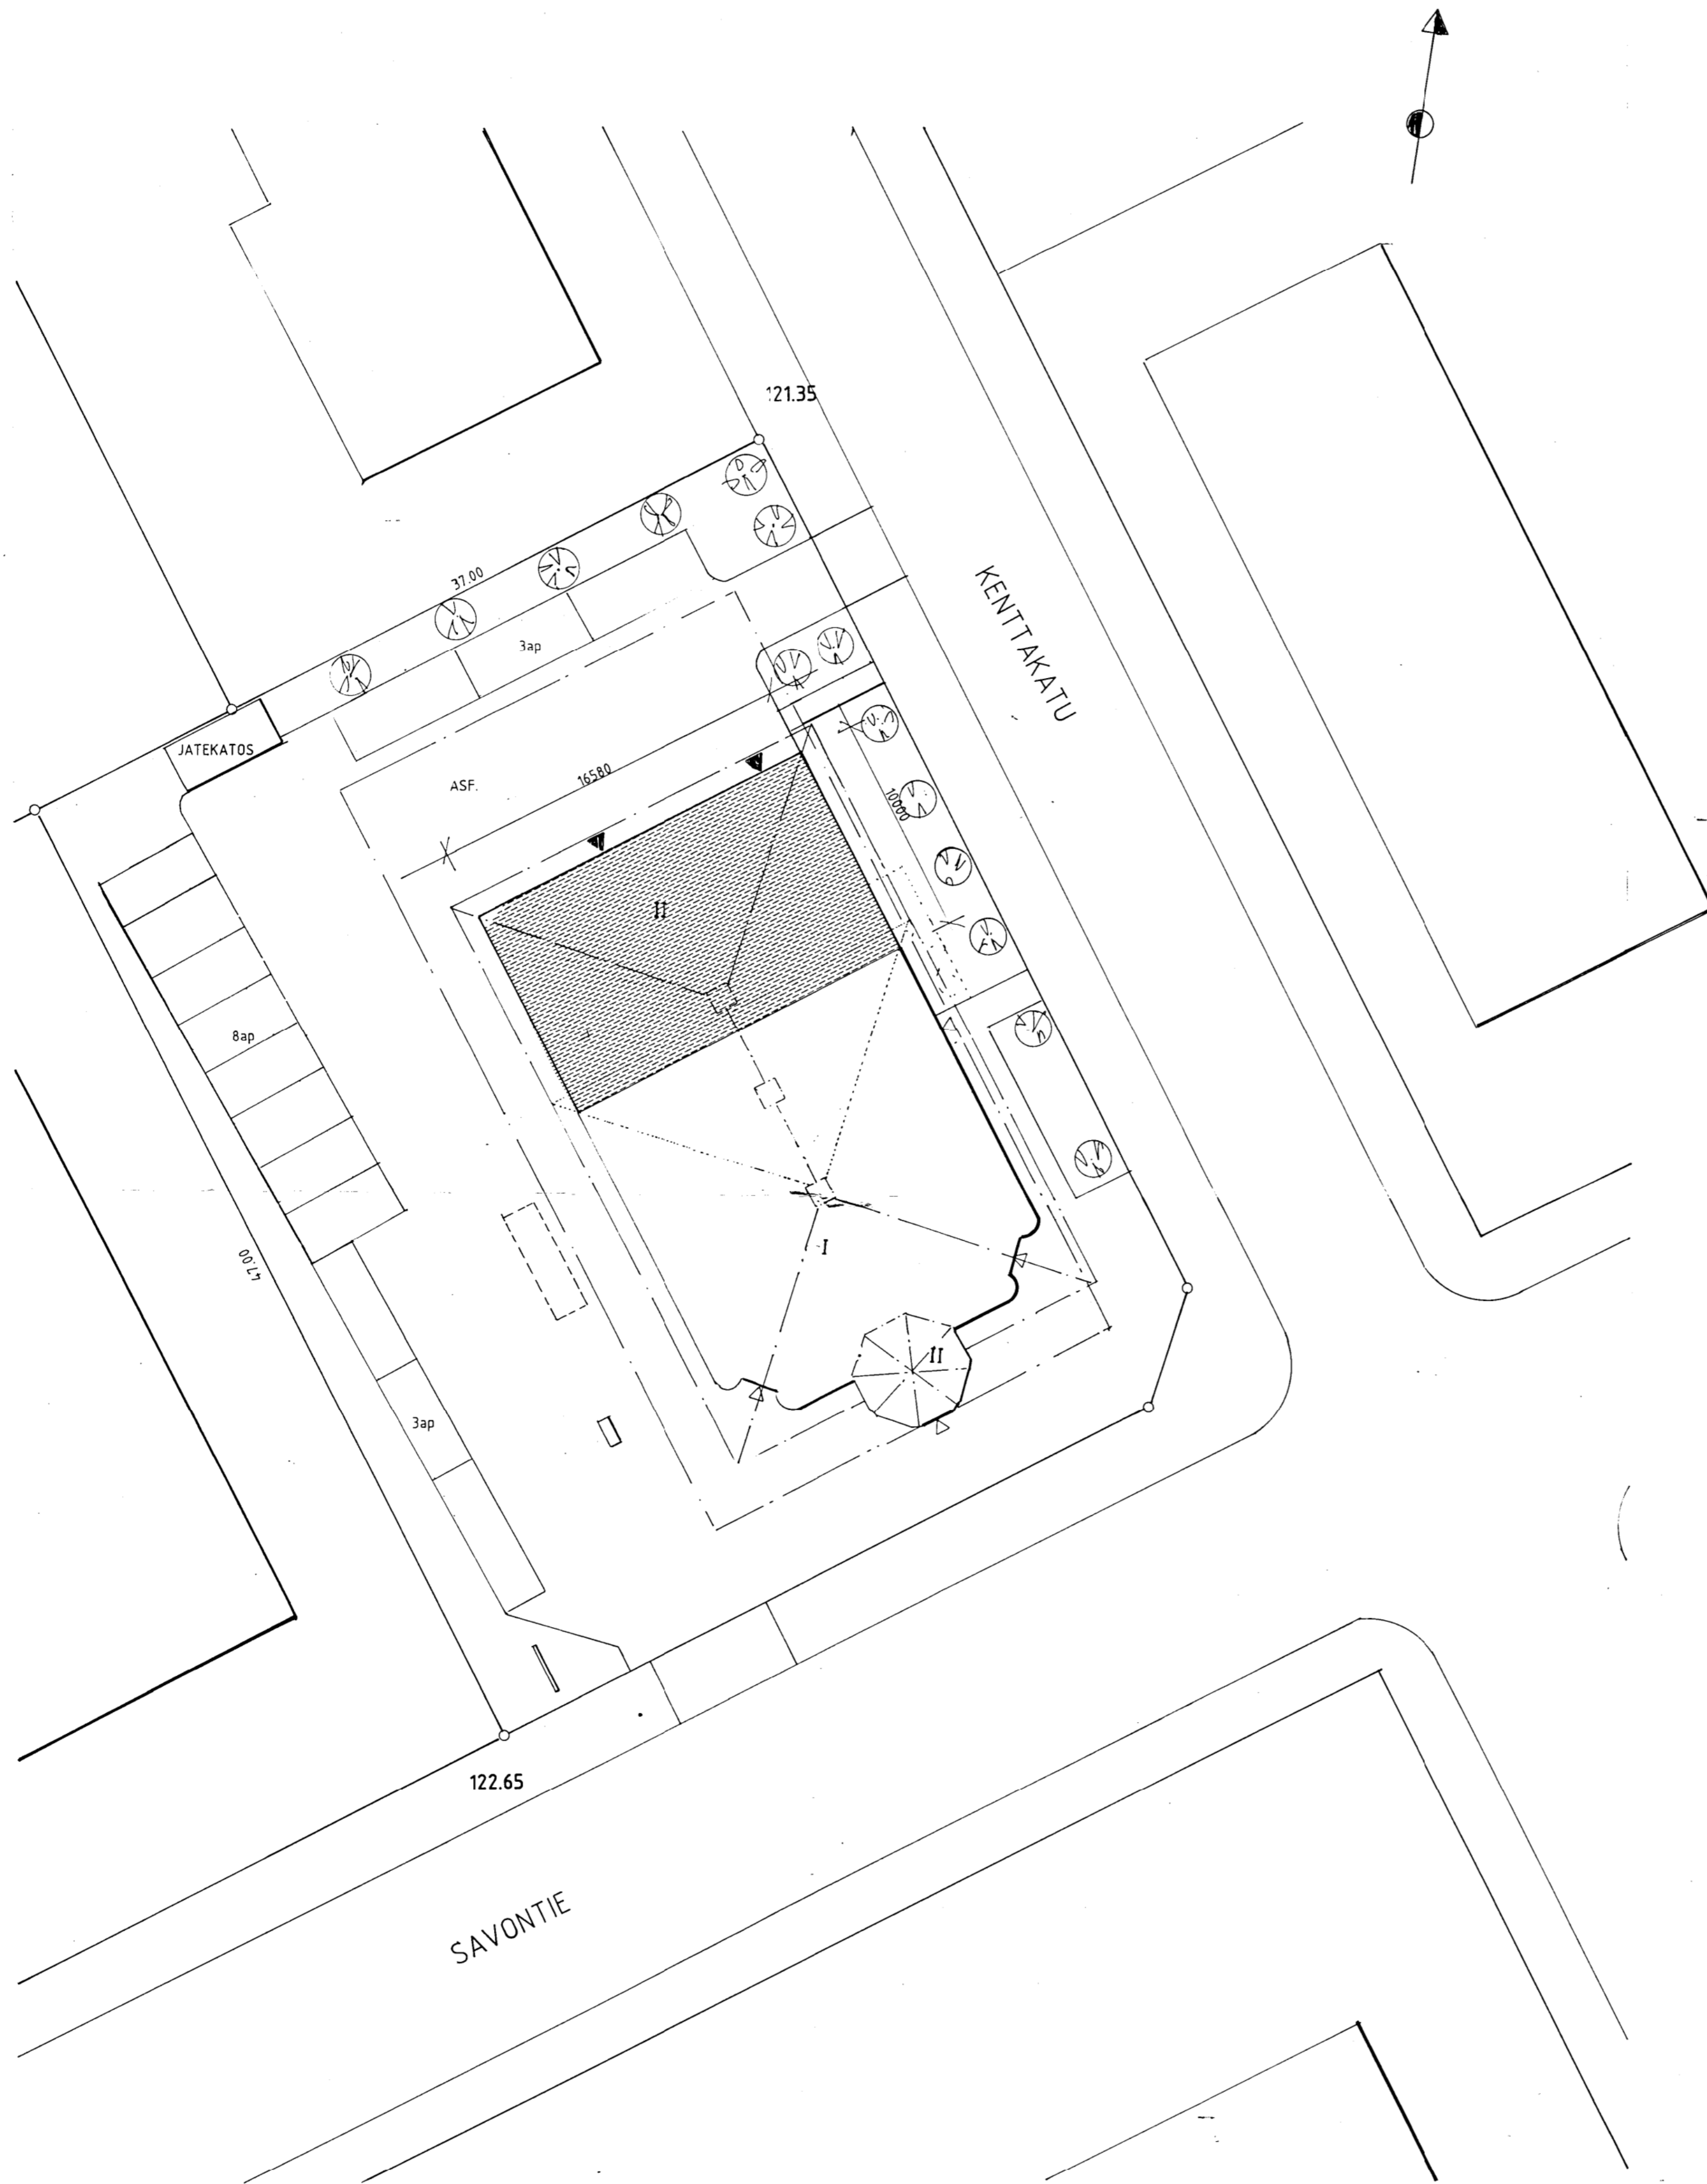 121.35
37.00
KENTTAKATU
3ap
JATEKATOS
ASF.
16580
10000
II
8ap
47.00
I
II
3ap
122.65
SAVONTIE